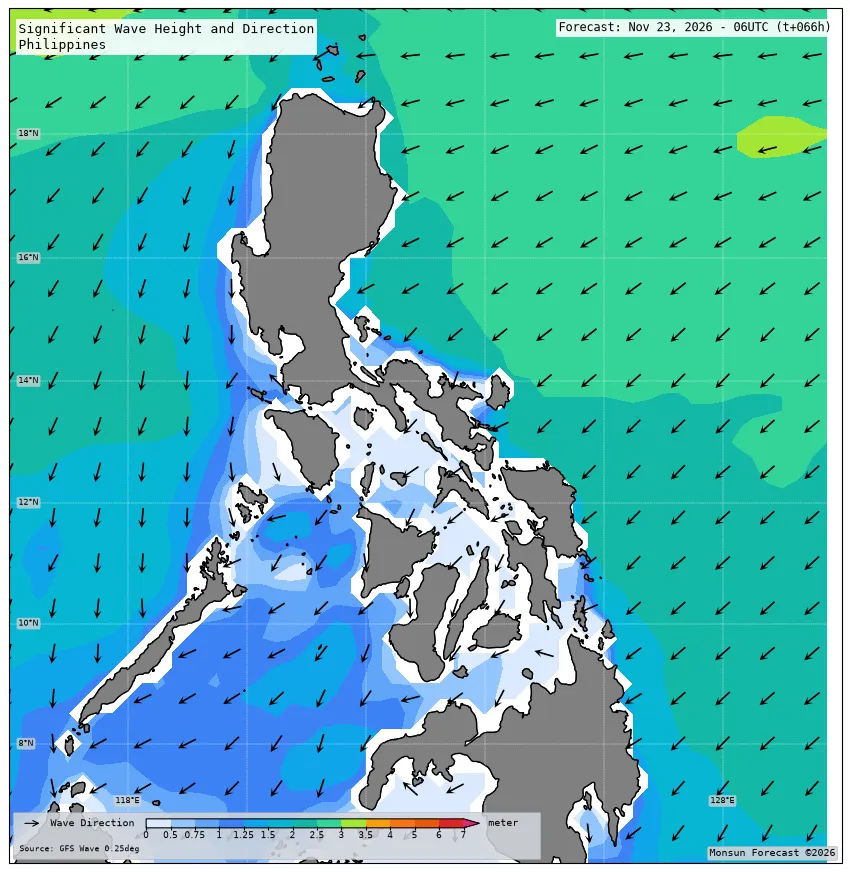 Significant Wave Height and Direction
Philippines
Forecast: Nov 23, 2026 - 06UTC (t+066h)
18°N
16°N
14°N
12°N
10°N
8°N
118°E
128°E
Wave Direction
0 0.5 0.75 1 1.25 1.5 2 2.5 3 3.5 4 5 6 7
meter
Source: GFS Wave 0.25deg
Monsun Forecast ©2026